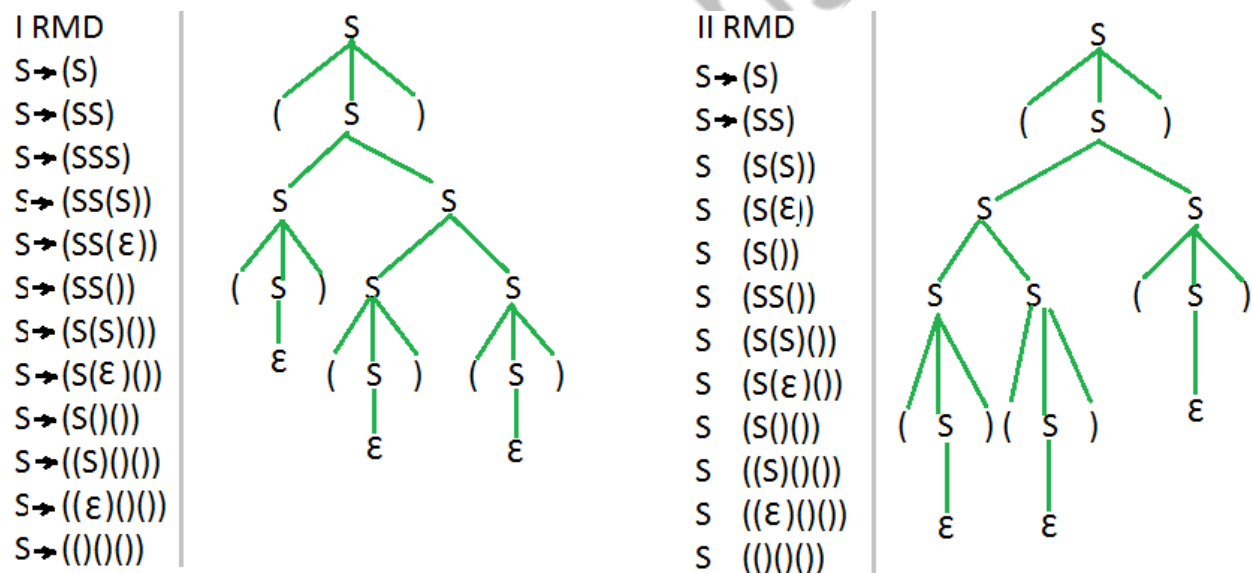 I RMD
S→(S)
S→(SS)
S→(SSS)
S→(SS(S))
S→(SS(ε))
S→(SS())
S→(S(S)())
S→(S(ε)())
S→(S()())
S→((S)()())
S→((ε)()())
S→(()()())
S
( S )
S S
( S ) S S
ε ( S ) ( S )
ε ε
II RMD
S→(S)
S→(SS)
S (S(S))
S (S(ε))
S (S())
S (SS())
S (S(S)())
S (S(ε)())
S (S()())
S ((S)()())
S ((ε)()())
S (()()())
S
( S )
S S
S S ( S )
( S ) ( S ) ε
ε ε